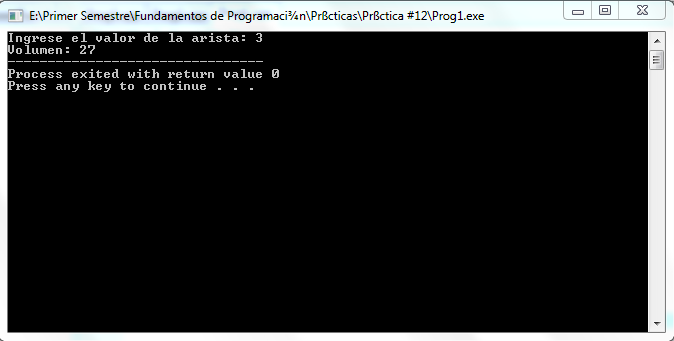 E:\Primer Semestre\Fundamentos de Programaci¾n\Prßcticas\Prßctica #12\Prog1.exe
Ingrese el valor de la arista: 3
Volumen: 27
--------------------------------
Process exited with return value 0
Press any key to continue . . .